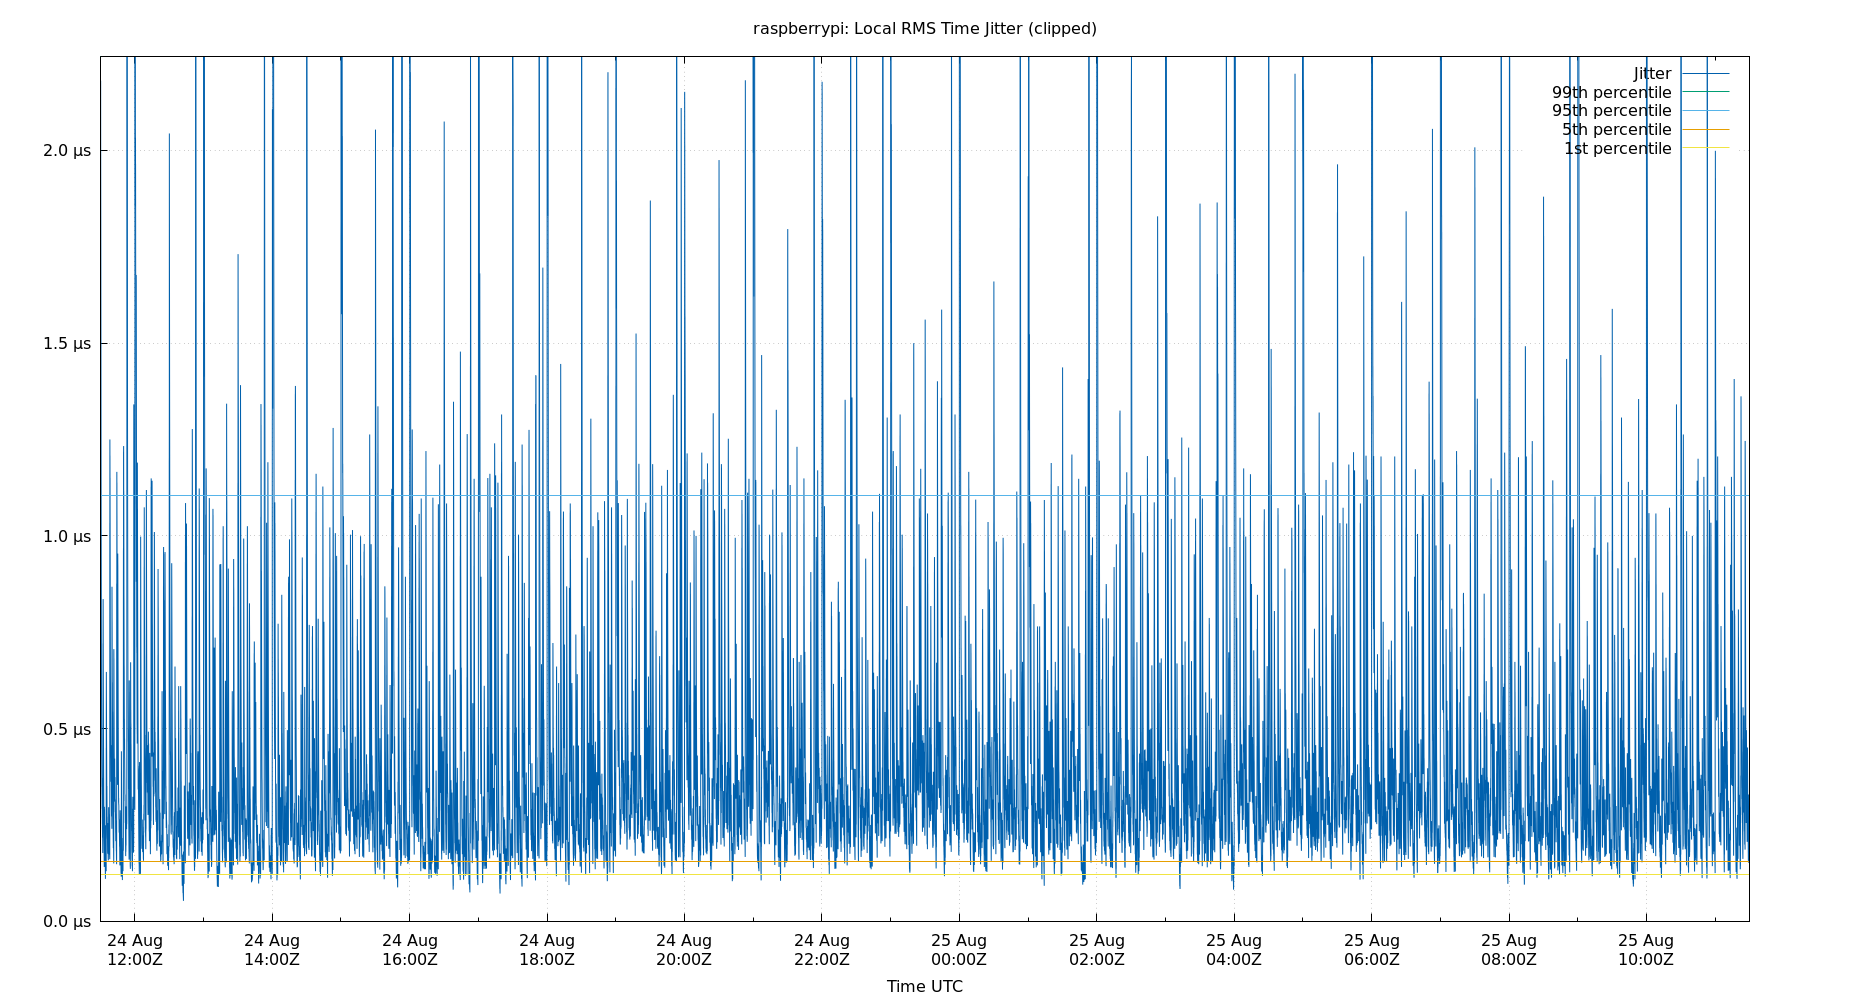 raspberrypi: Local RMS Time Jitter (clipped)
Jitter
99th percentile
95th percentile
5th percentile
1st percentile
2.0 µs
1.5 µs
1.0 µs
0.5 µs
0.0 µs
24 Aug 24 Aug 24 Aug 24 Aug 24 Aug 24 Aug 25 Aug 25 Aug 25 Aug 25 Aug 25 Aug 25 Aug
12:00Z 14:00Z 16:00Z 18:00Z 20:00Z 22:00Z 00:00Z 02:00Z 04:00Z 06:00Z 08:00Z 10:00Z
Time UTC